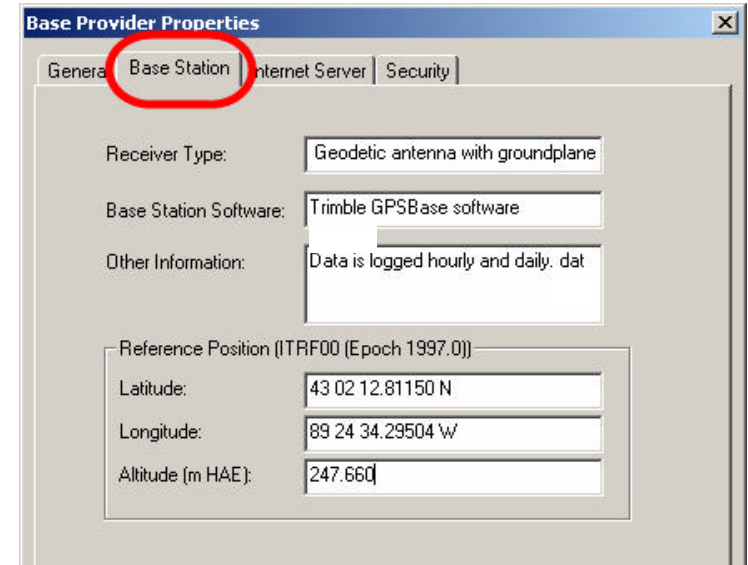 Base Provider Properties
General Base Station Internet Server Security
Receiver Type: Geodetic antenna with groundplane
Base Station Software: Trimble GPSBase software
Other Information: Data is logged hourly and daily. dat
Reference Position (ITRF00 (Epoch 1997.0))
Latitude: 43 02 12.81150 N
Longitude: 89 24 34.29504 W
Altitude (m HAE): 247.660